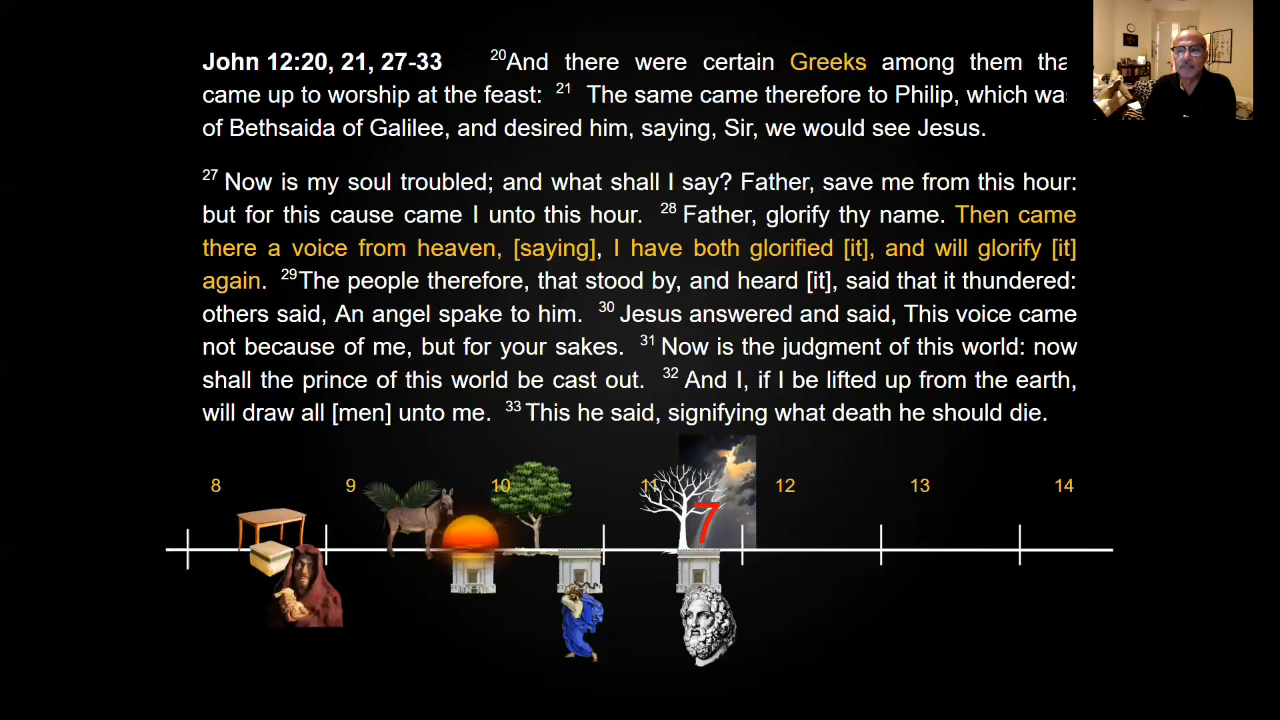 John 12:20, 21, 27-33 20And there were certain Greeks among them tha
came up to worship at the feast: 21 The same came therefore to Philip, which wa
of Bethsaida of Galilee, and desired him, saying, Sir, we would see Jesus.
27 Now is my soul troubled; and what shall I say? Father, save me from this hour:
but for this cause came I unto this hour. 28 Father, glorify thy name. Then came
there a voice from heaven, [saying], I have both glorified [it], and will glorify [it]
again. 29The people therefore, that stood by, and heard [it], said that it thundered:
others said, An angel spake to him. 30 Jesus answered and said, This voice came
not because of me, but for your sakes. 31 Now is the judgment of this world: now
shall the prince of this world be cast out. 32 And I, if I be lifted up from the earth,
will draw all [men] unto me. 33 This he said, signifying what death he should die.
8 9 10 11 12 13 14
7